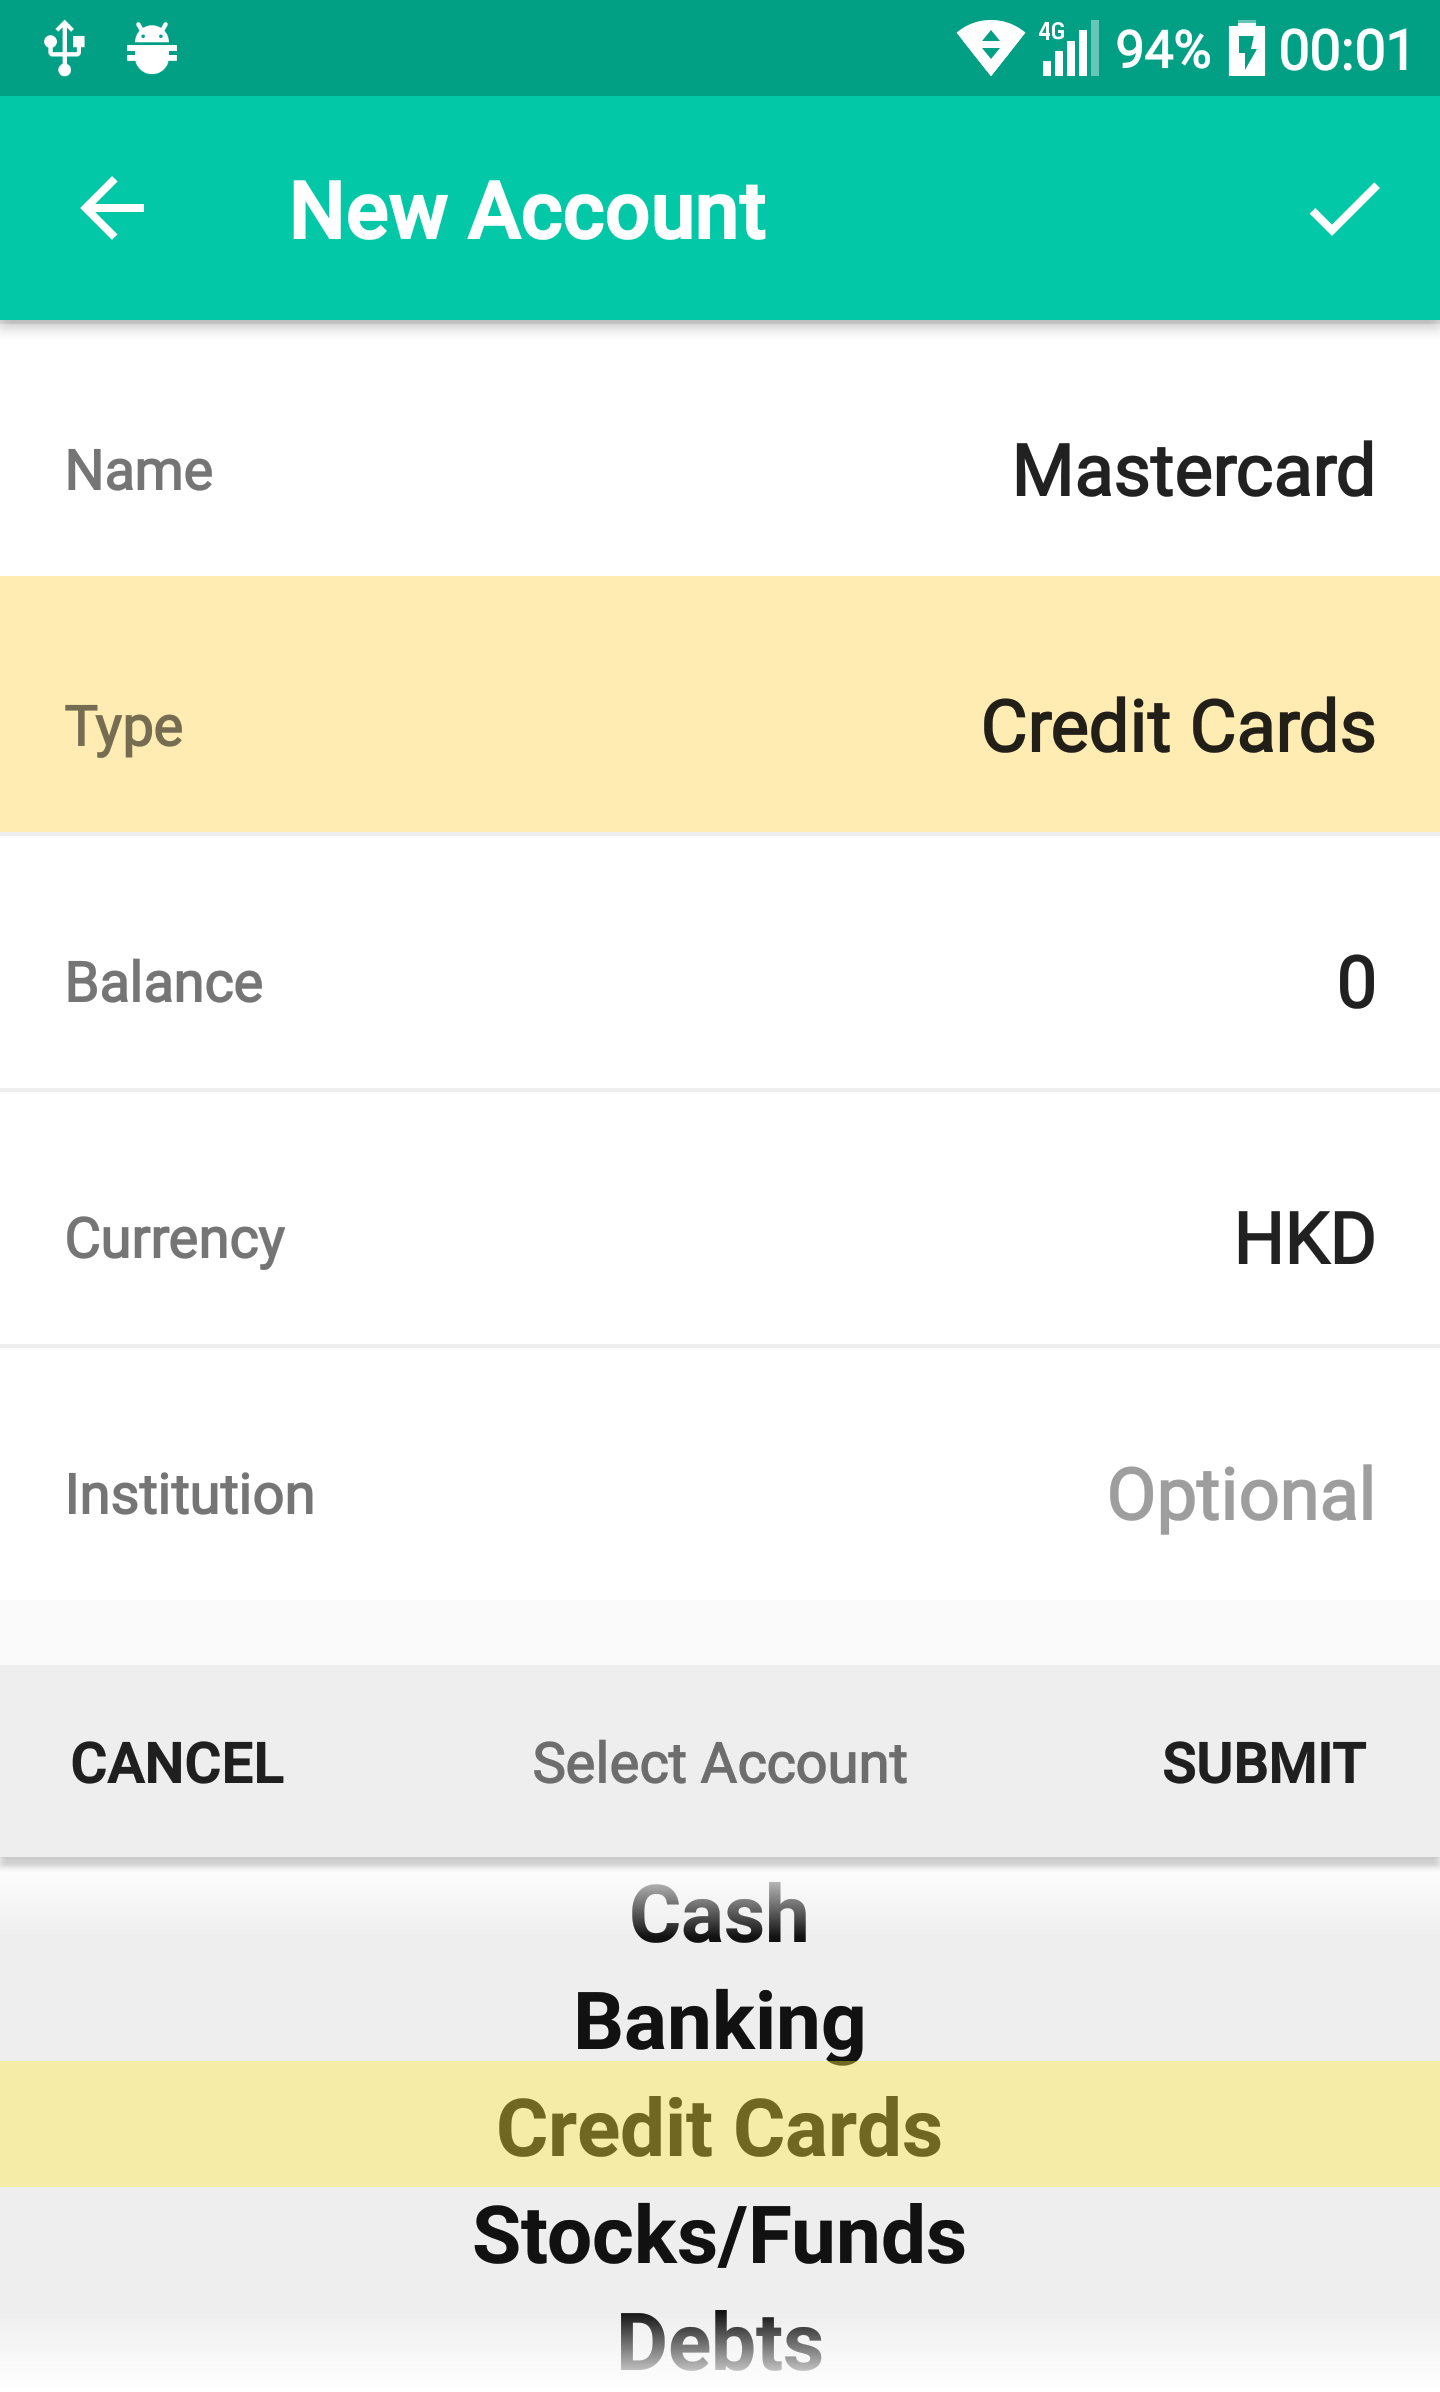 4G 94% 00:01
New Account
Name Mastercard
Type Credit Cards
Balance 0
Currency HKD
Institution Optional
CANCEL Select Account SUBMIT
Cash
Banking
Credit Cards
Stocks/Funds
Debts